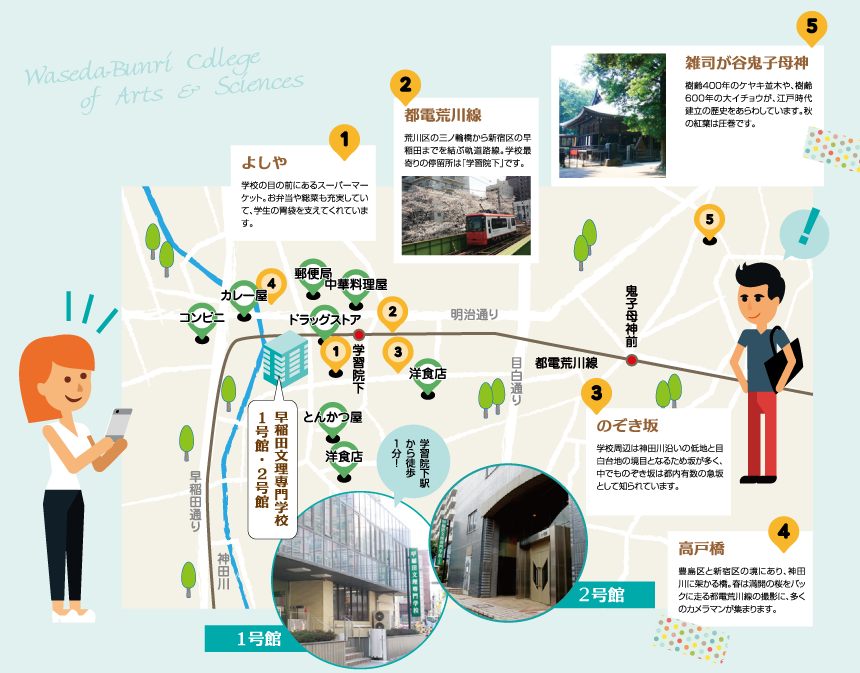 Waseda-Bunri College
of Arts & Sciences
1
よしや
学校の目の前にあるスーパーマー
ケット。お弁当や総菜も充実してい
て、学生の胃袋を支えてくれていま
す。
2
都電荒川線
荒川区の三ノ輪橋から新宿区の早
稲田までを結ぶ軌道路線。学校最
寄りの停留所は「学習院下」です。
5
雑司が谷鬼子母神
樹齢400年のケヤキ並木や、樹齢
600年の大イチョウが、江戸時代
建立の歴史をあらわしています。秋
の紅葉は圧巻です。
5
!
郵便局
中華料理屋
カレー屋
4
コンビニ
ドラッグストア
2
明治通り
鬼子母神前
1
学習院下
3
洋食店
目白通り
都電荒川線
とんかつ屋
洋食店
早稲田文理専門学校
1号館・2号館
学習院下駅
から徒歩
1分!
早稲田通り
神田川
3
のぞき坂
学校周辺は神田川沿いの低地と目
白台地の境目となるため坂が多く、
中でものぞき坂は都内有数の急坂
として知られています。
4
高戸橋
豊島区と新宿区の境にあり、神田
川に架かる橋。春は満開の桜をバッ
クに走る都電荒川線の撮影に、多く
のカメラマンが集まります。
早稲田文理専門学校
1号館
2号館